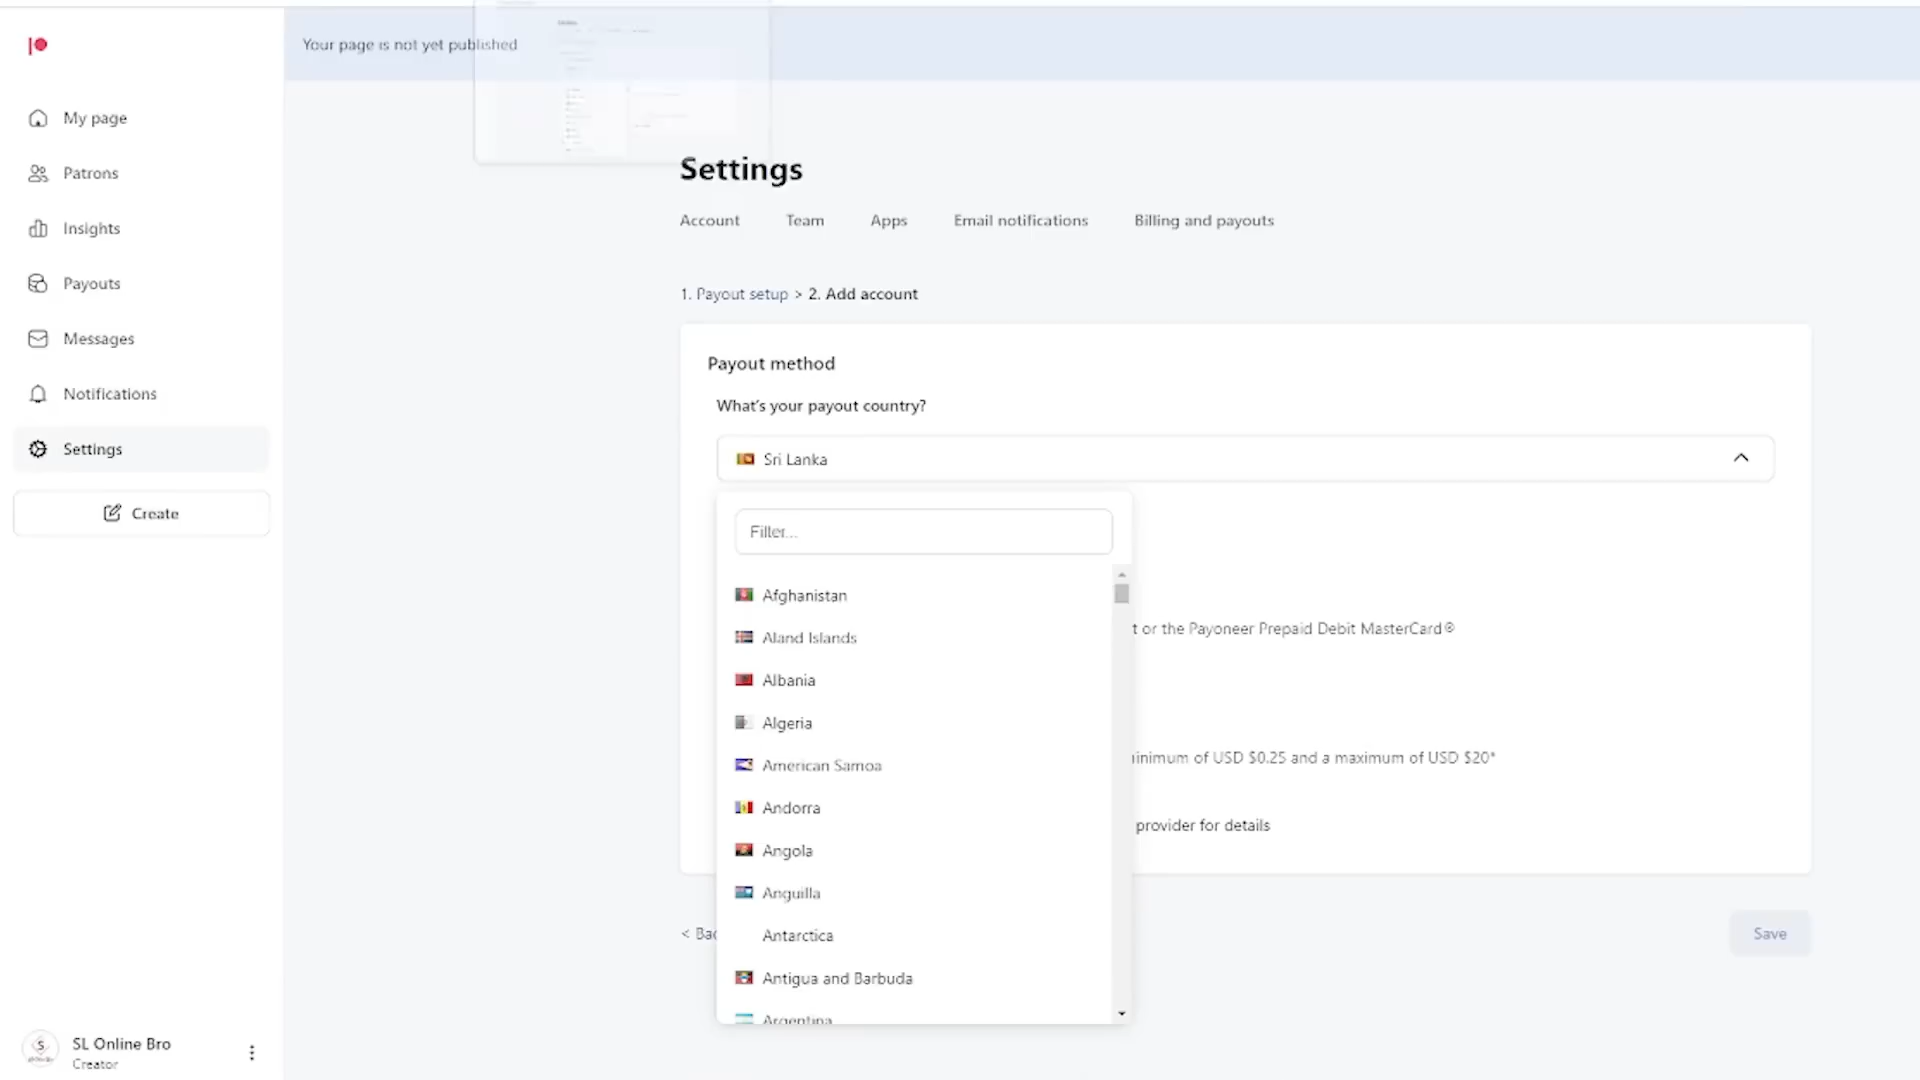 Your page is not yet published
My page
Patrons
Insights
Payouts
Messages
Notifications
Settings
Create
SL Online Bro
Creator
Settings
Account Team Apps Email notifications Billing and payouts
1. Payout setup > 2. Add account
Payout method
What's your payout country?
Sri Lanka
Filter...
Afghanistan
Aland Islands
Albania
Algeria
American Samoa
Andorra
Angola
Anguilla
Antarctica
Antigua and Barbuda
Argentina
t or the Payoneer Prepaid Debit MasterCard®
inimum of USD $0.25 and a maximum of USD $20*
provider for details
< Bac
Save